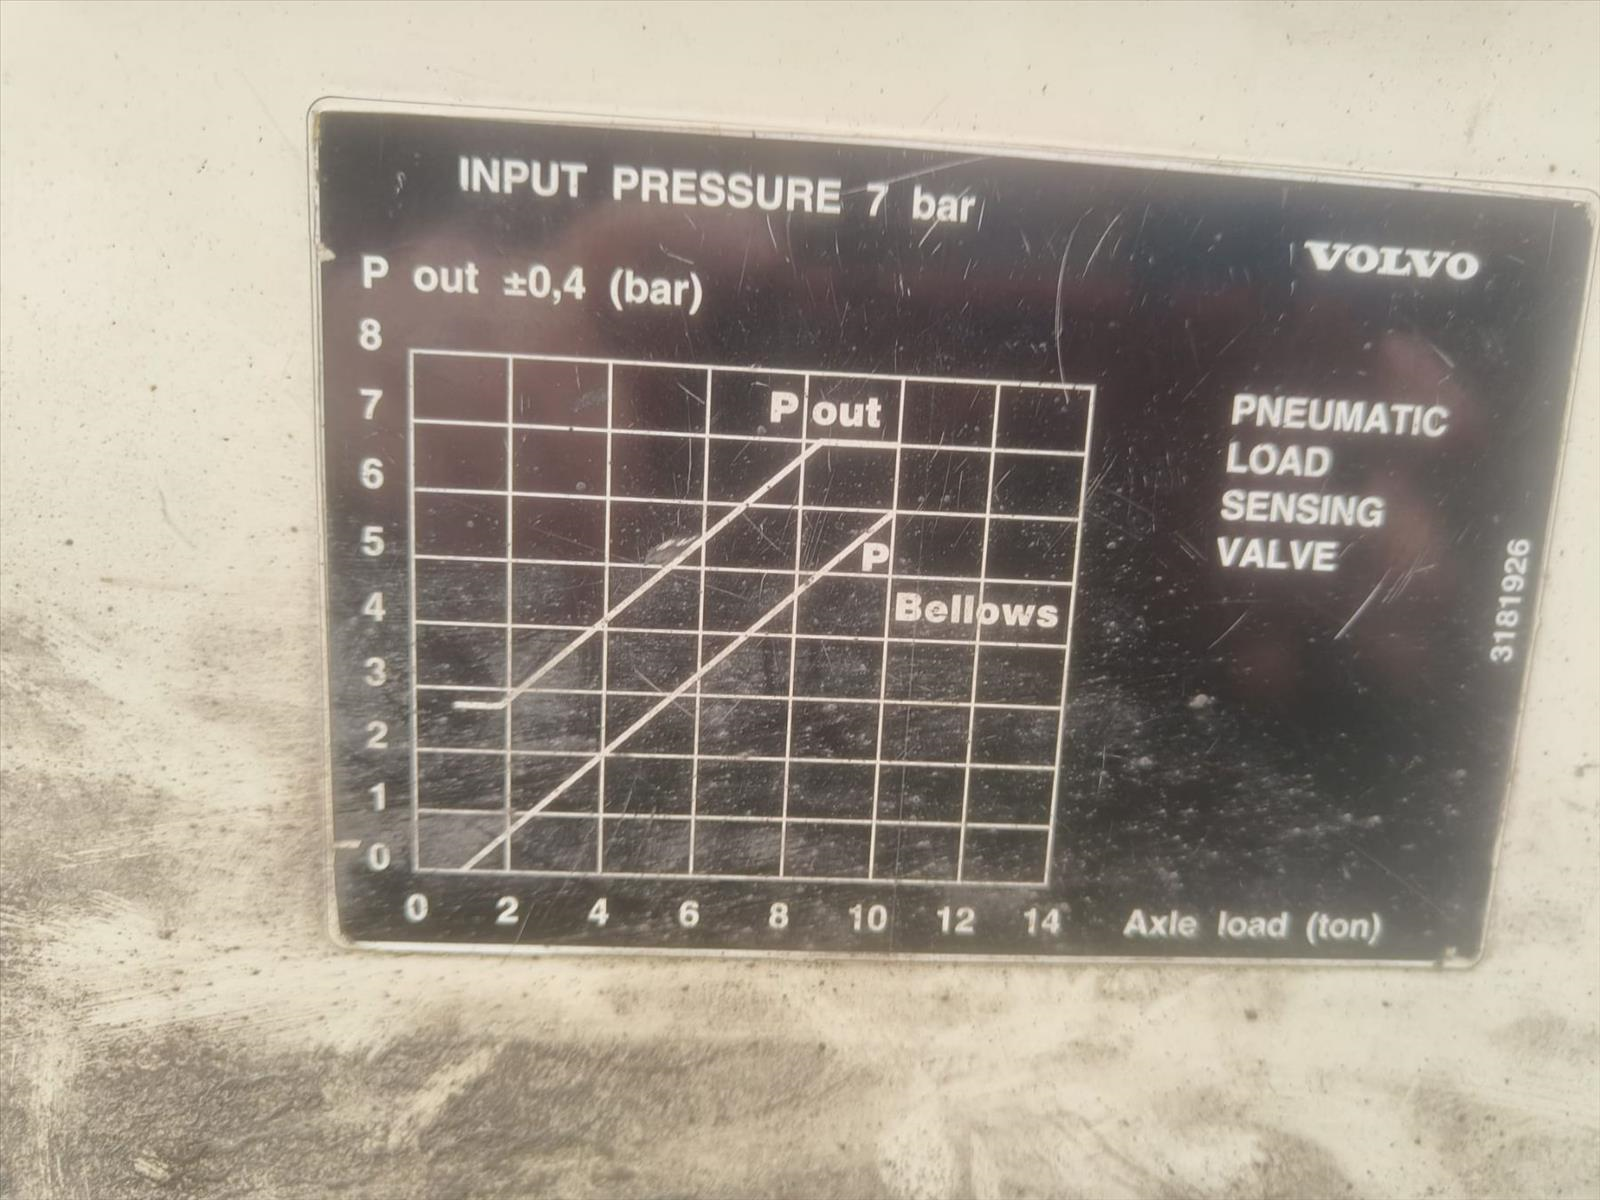 INPUT PRESSURE 7 bar
VOLVO
P out ±0,4 (bar)
8
7
6
5
4
3
2
1
0
P out
P
Bellows
0 2 4 6 8 10 12 14 Axle load (ton)
PNEUMATIC
LOAD
SENSING
VALVE
3181926